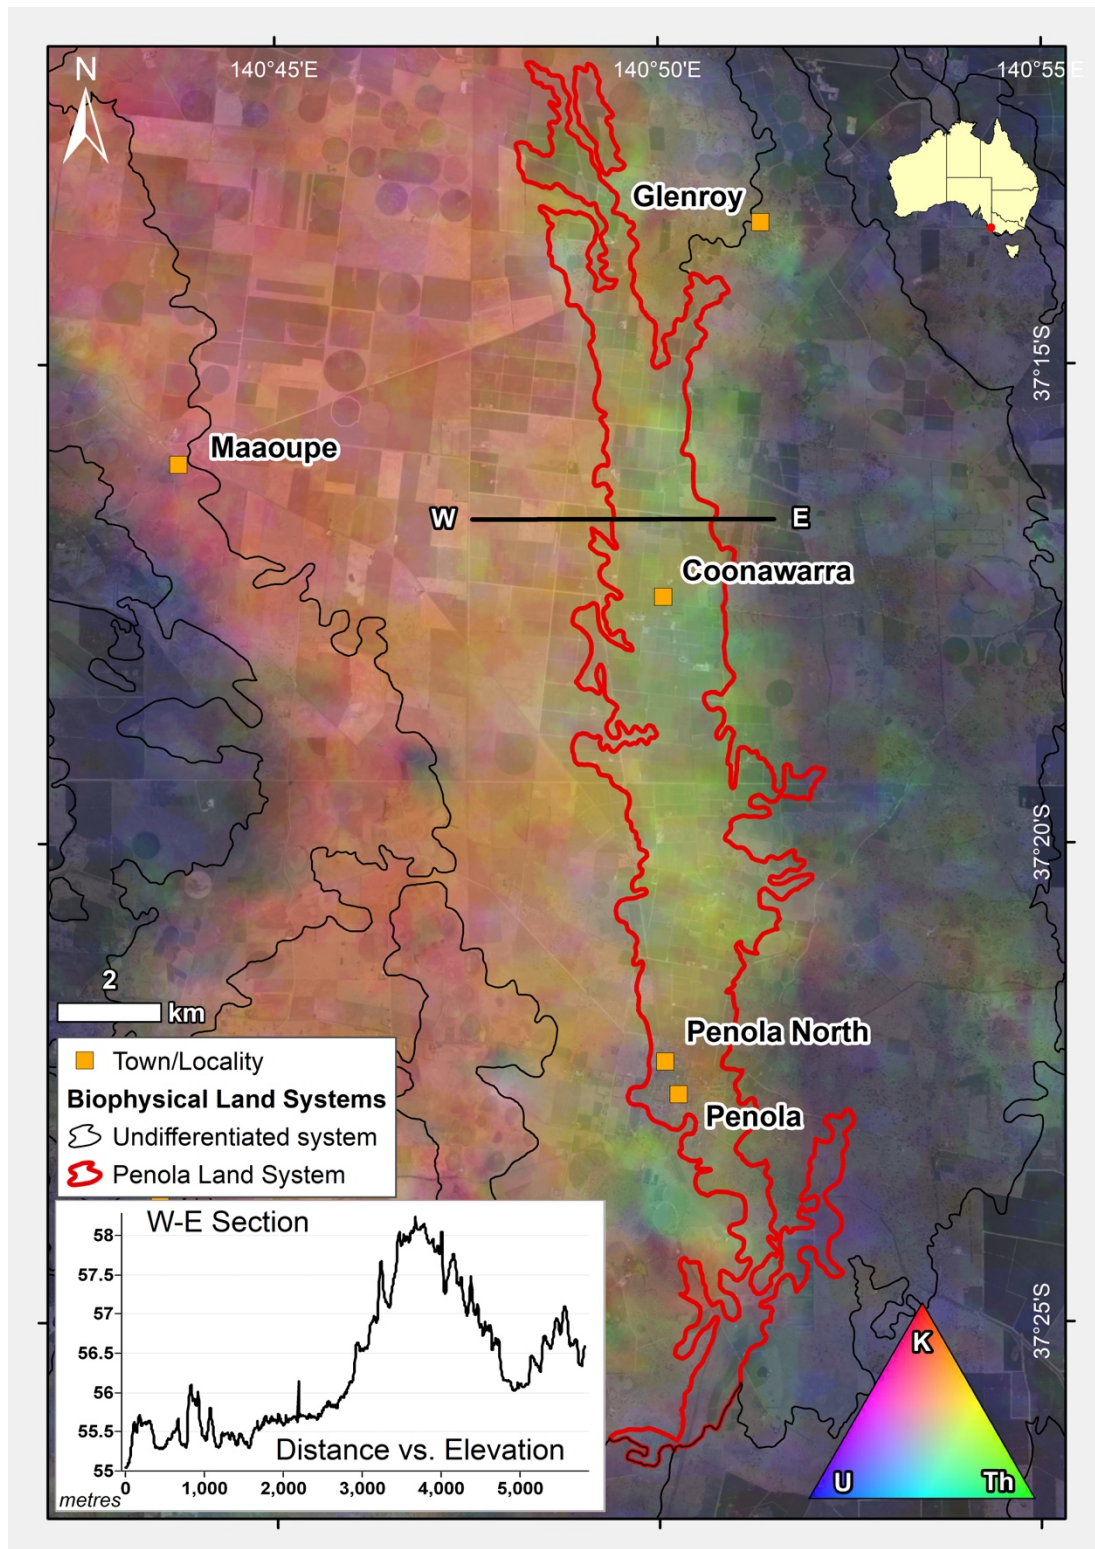 N
140°45'E
140°50'E
140°55'E
Glenroy
37°15'S
Maaoupe
W
E
Coonawarra
37°20'S
2
km
Penola North
Penola
Town/Locality
Biophysical Land Systems
Undifferentiated system
Penola Land System
37°25'S
W-E Section
58
57.5
57
56.5
56
55.5
55
Distance vs. Elevation
0
1,000
2,000
3,000
4,000
5,000
metres
K
U
Th